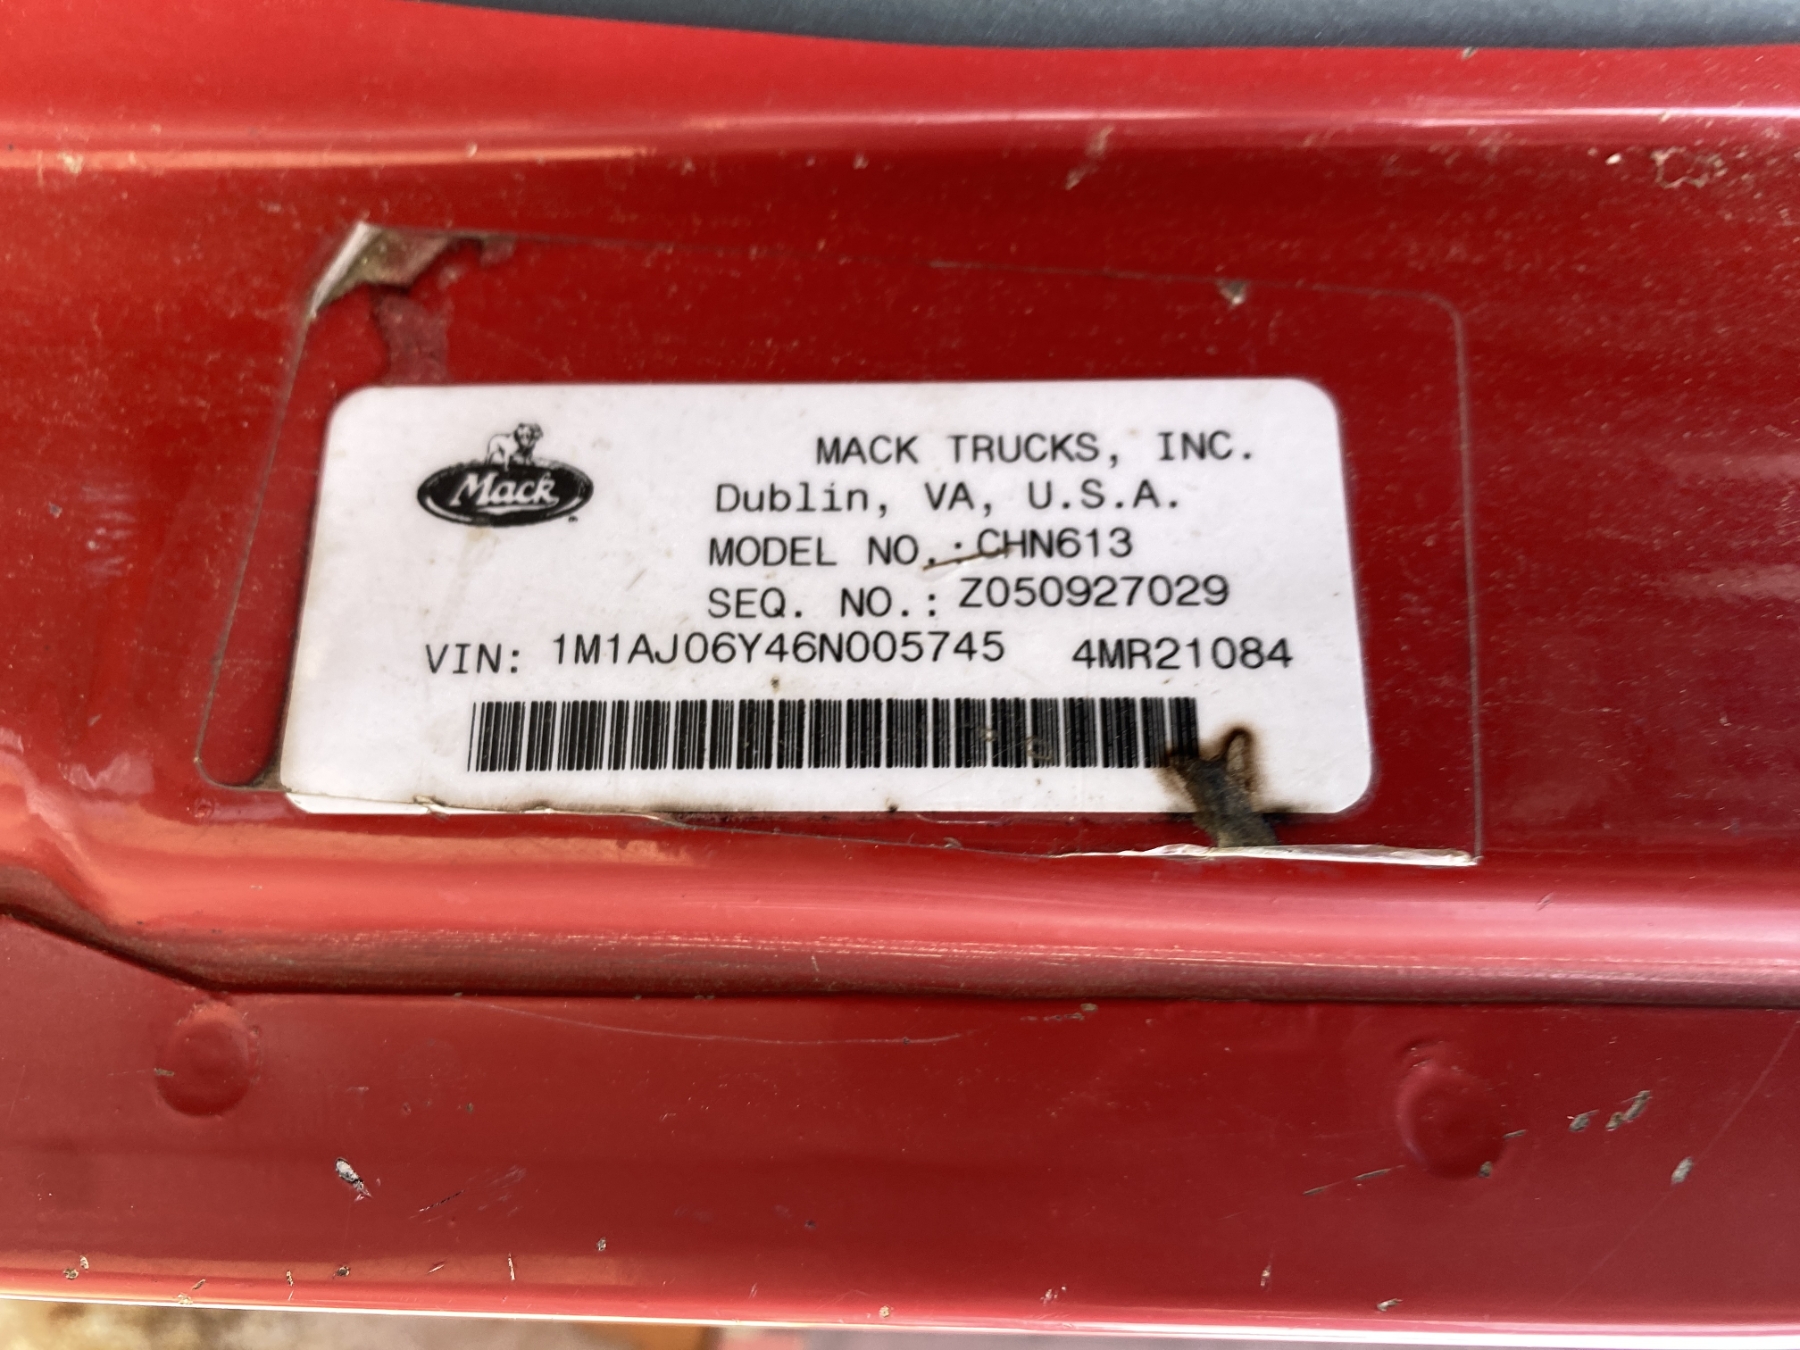 Mack
MACK TRUCKS, INC.
Dublin, VA, U.S.A.
MODEL NO.: CHN613
SEQ. NO.: Z050927029
VIN: 1M1AJ06Y46N005745 4MR21084